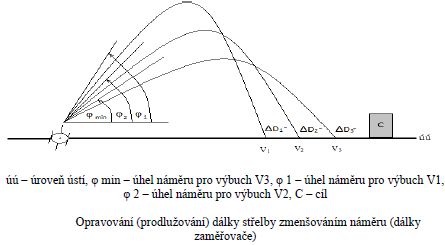 φ min φ 2 φ 1
ΔD1- ΔD2- ΔD3- C
úú
V1 V2 V3
úú – úroveň ústí, φ min – úhel náměru pro výbuch V3, φ 1 – úhel náměru pro výbuch V1,
φ 2 – úhel náměru pro výbuch V2, C – cíl
Opravování (prodlužování) dálky střelby zmenšováním náměru (dálky
zaměřovače)